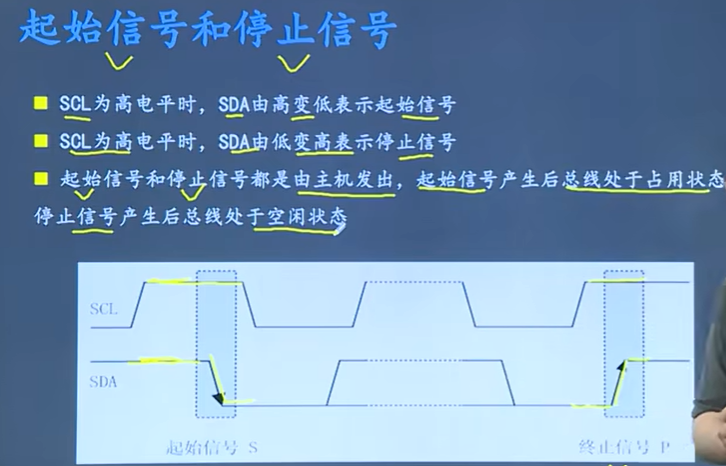 起始信号和停止信号
SCL为高电平时，SDA由高变低表示起始信号
SCL为高电平时，SDA由低变高表示停止信号
起始信号和停止信号都是由主机发出，起始信号产生后总线处于占用状态
停止信号产生后总线处于空闲状态
SCL
SDA
起始信号 S
终止信号 P